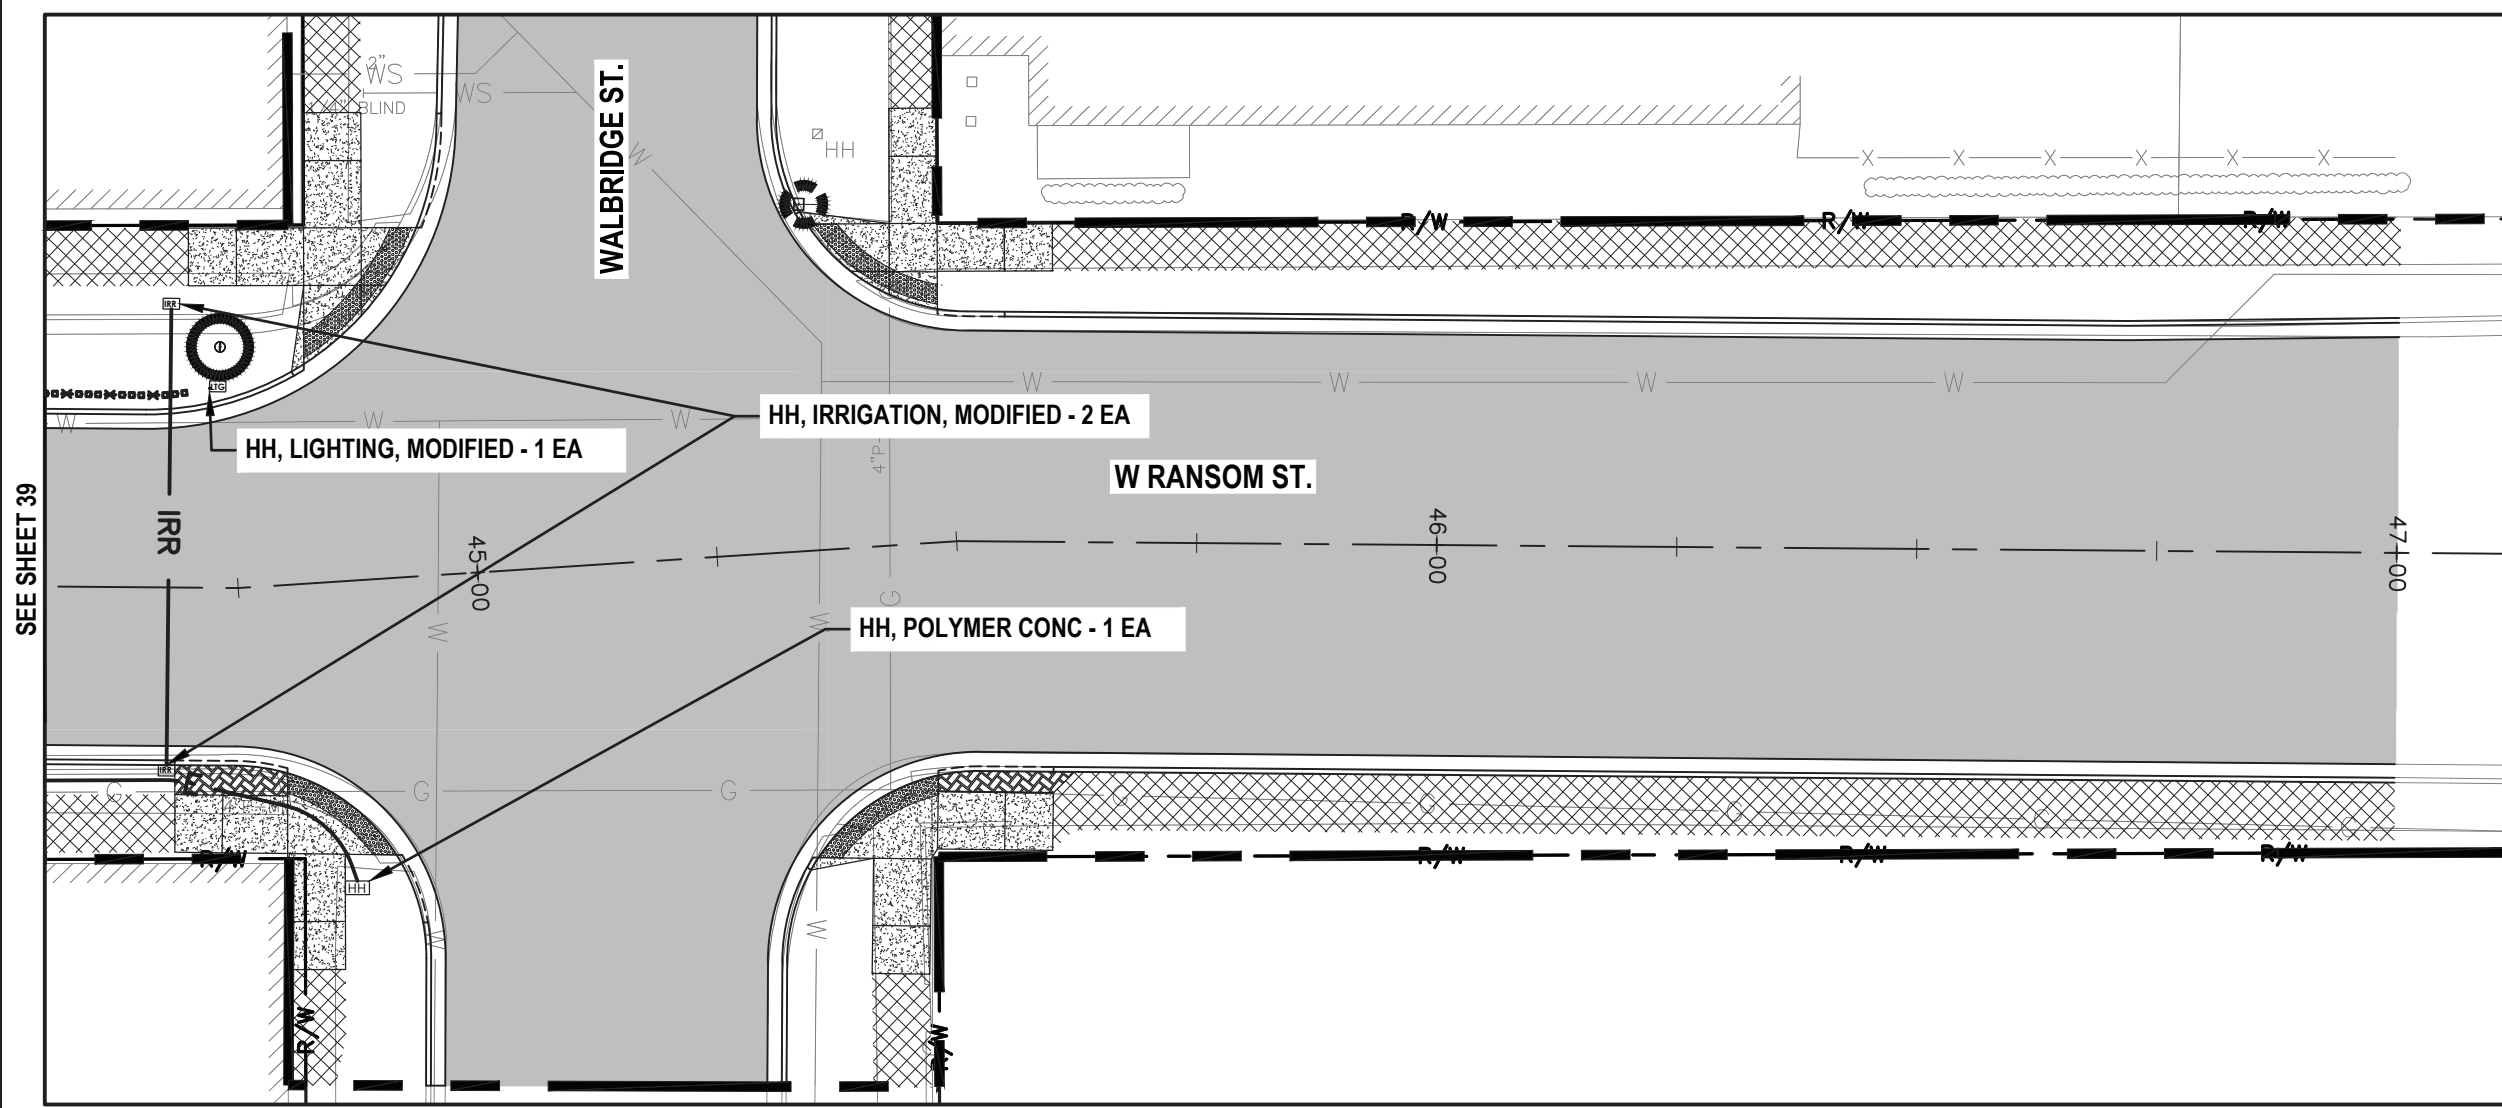 2"
WS
WS
1/4" BLIND
WALBRIDGE ST.
W
HH
X X X X X X
R/W R/W R/W
IRR
LTG
W W W W
W W W
HH, IRRIGATION, MODIFIED - 2 EA
HH, LIGHTING, MODIFIED - 1 EA
4"P
W RANSOM ST.
SEE SHEET 39
IRR
45+00
46+00
47+00
G
W W
HH, POLYMER CONC - 1 EA
IRR
E
G G G
G G G G G
R/W R/W R/W R/W
HH
W W
R/W
R/W